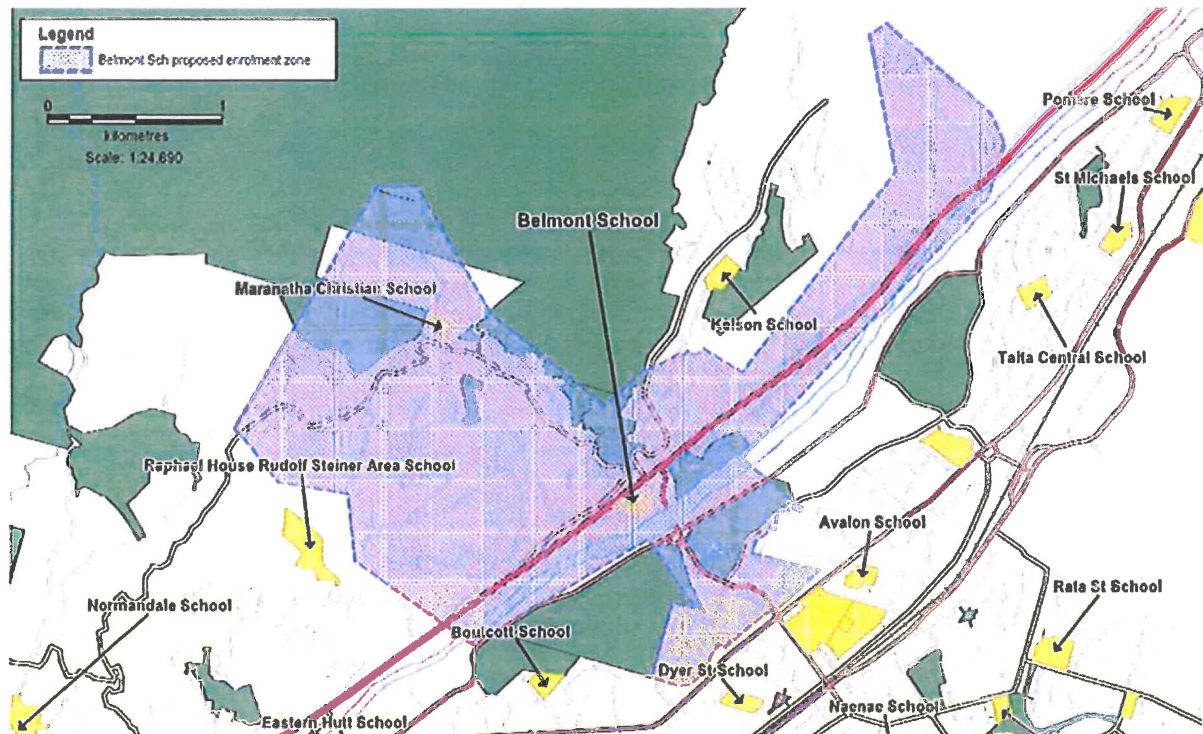 Legend
Belmont Sch proposed enrolment zone
0 1
kilometres
Scale: 1:24,690
Pomare School
St Michaels School
Belmont School
Maranatha Christian School
Kelson School
Taita Central School
Raphael House Rudolf Steiner Area School
Avalon School
Rata St School
Normandale School
Boulcott School
Dyer St School
Naenae School
Eastern Hutt School